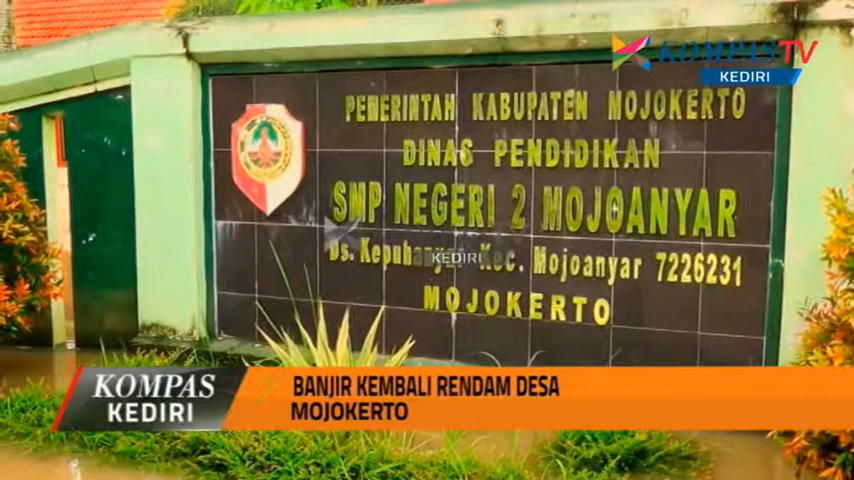 KOMPAS TV
KEDIRI
PEMERINTAH KABUPATEN MOJOKERTO
DINAS PENDIDIKAN
SMP NEGERI 2 MOJOANYAR
Ds. Kepuhanyar Kec. Mojoanyar 7226231
KEDIRI
MOJOKERTO
KOMPAS
KEDIRI
BANJIR KEMBALI RENDAM DESA
MOJOKERTO